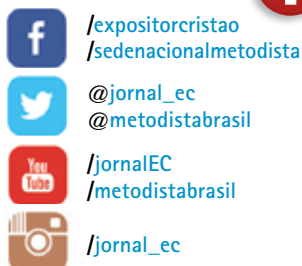 /expositorcristao
/sedenacionalmetodista
@jornal_ec
@metodistabrasil
You
Tube
/jornalEC
/metodistabrasil
/jornal_ec